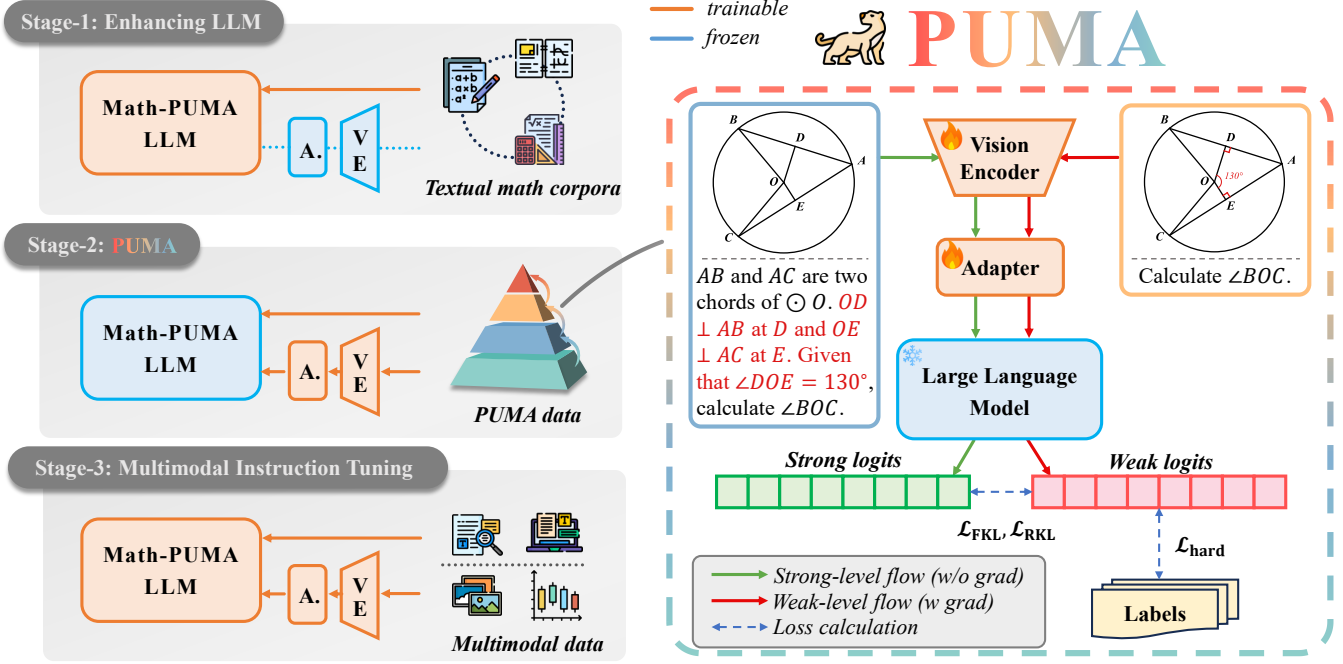 Stage-1: Enhancing LLM
Math-PUMA
LLM
A.
V
E
Textual math corpora
Stage-2: PUMA
Math-PUMA
LLM
A.
V
E
PUMA data
Stage-3: Multimodal Instruction Tuning
Math-PUMA
LLM
A.
V
E
Multimodal data
trainable
frozen
PUMA
B
D
A
O
E
C
AB and AC are two
chords of ⊙ O. OD
⊥ AB at D and OE
⊥ AC at E. Given
that ∠DOE = 130°,
calculate ∠BOC.
Vision
Encoder
Adapter
Large Language
Model
B
D
A
O
130°
E
C
Calculate ∠BOC.
Strong logits
Weak logits
ℒFKL, ℒRKL
ℒhard
Labels
Strong-level flow (w/o grad)
Weak-level flow (w grad)
Loss calculation